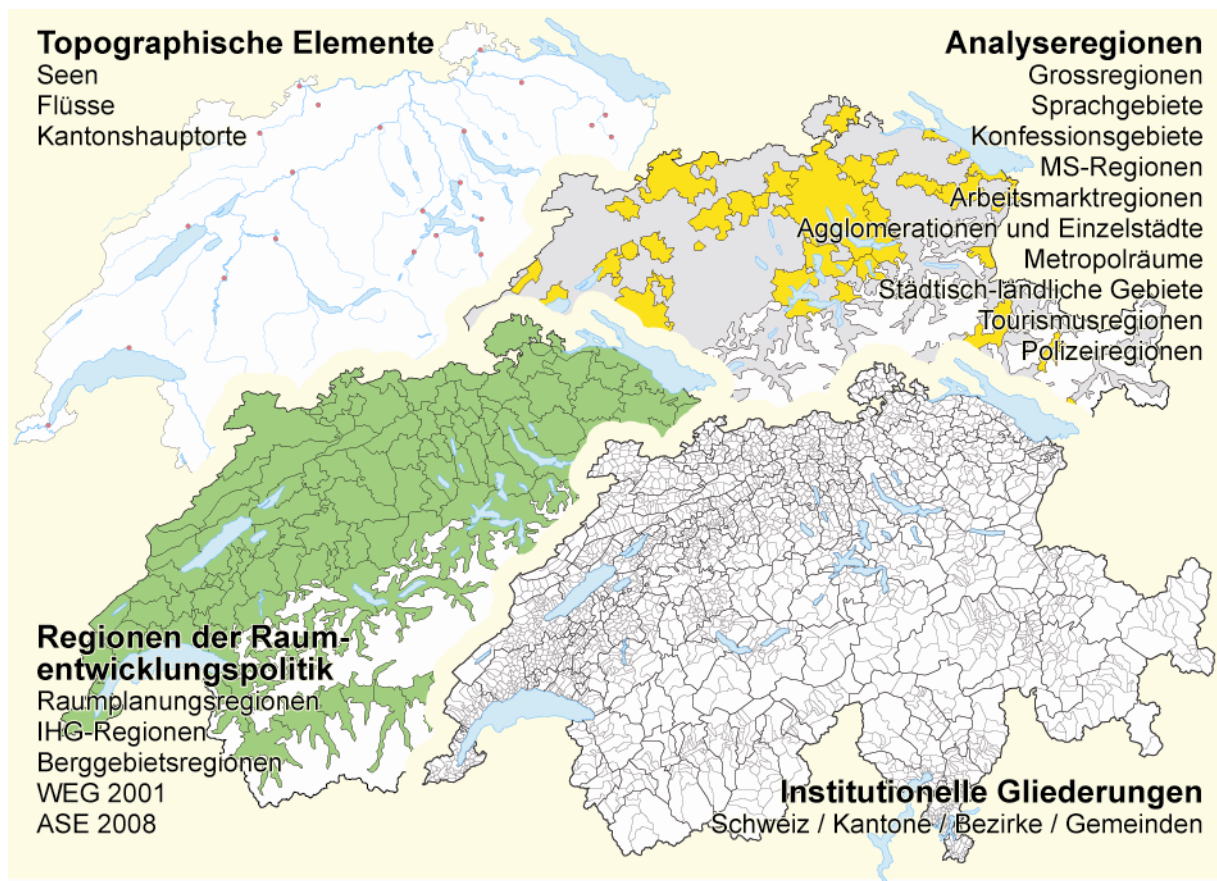 Topographische Elemente
Seen
Flüsse
Kantonshauptorte
Analyseregionen
Grossregionen
Sprachgebiete
Konfessionsgebiete
MS-Regionen
Arbeitsmarktregionen
Agglomerationen und Einzelstädte
Metropolräume
Städtisch-ländliche Gebiete
Tourismusregionen
Polizeiregionen
Regionen der Raum-
entwicklungspolitik
Raumplanungsregionen
IHG-Regionen
Berggebietsregionen
WEG 2001
ASE 2008
Institutionelle Gliederungen
Schweiz / Kantone / Bezirke / Gemeinden